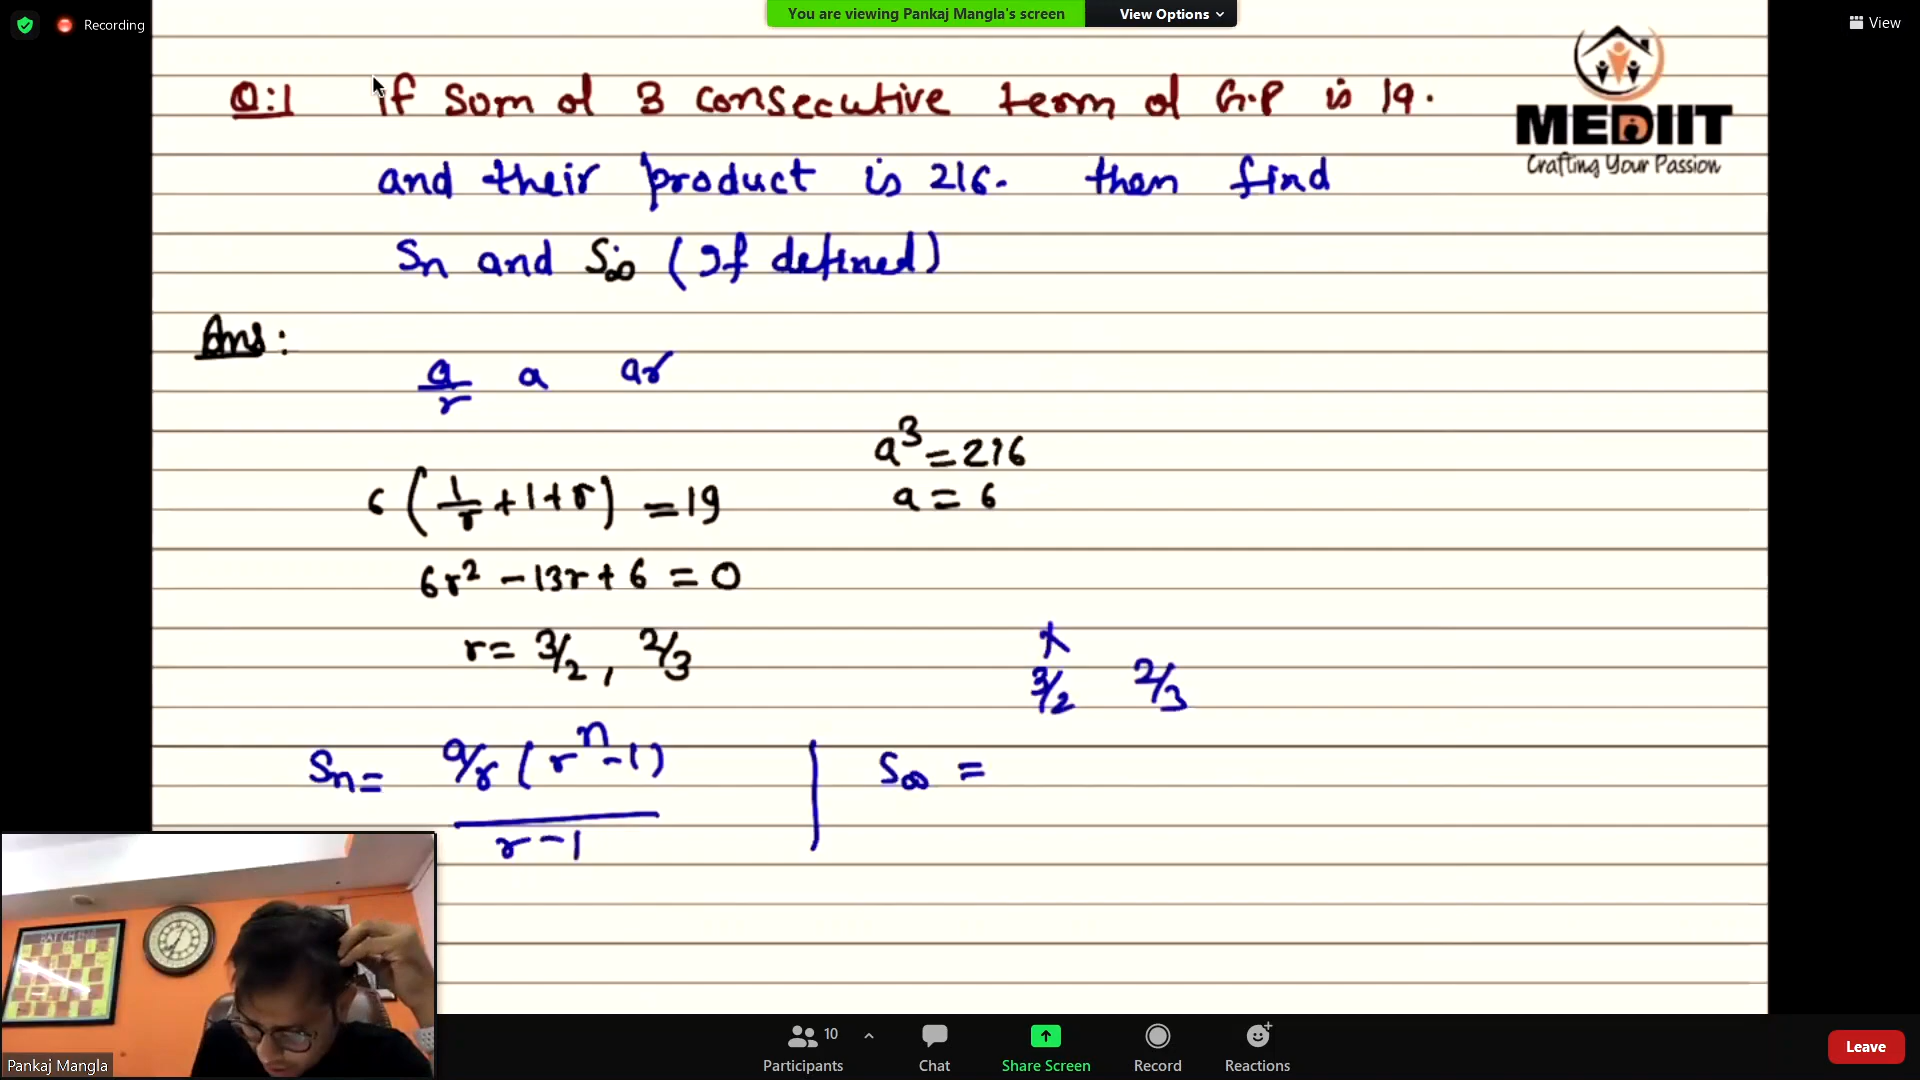 Recording
You are viewing Pankaj Mangla's screen
View Options
View
Q:1 If sum of 3 consecutive term of G.P is 19.
and their product is 216. then find
Sn and S∞ (If defined)
MEDIIT
Crafting Your Passion
Ans:
a/r a ar
a³ = 216
a = 6
6 (1/r + 1 + r) = 19
6r² - 13r + 6 = 0
r = 3/2, 2/3
x
3/2 2/3
Sn = a/r (rⁿ - 1) / r - 1
S∞ =
Pankaj Mangla
10
Participants
Chat
Share Screen
Record
Reactions
Leave